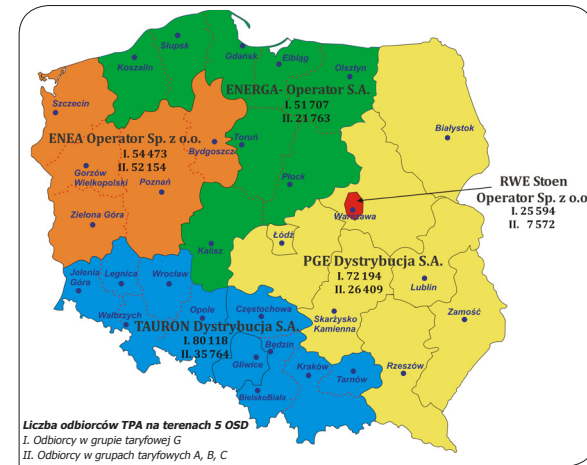 Słupsk
Gdańsk
Elbląg
Koszalin
Olsztyn
ENERGA- Operator S.A.
I. 51 707
II. 21 763
Szczecin
Białystok
ENEA Operator Sp. z o.o.
I. 54 473
II. 52 154
Toruń
Bydgoszcz
Gorzów
Wielkopolski
Poznań
Płock
RWE Stoen
Operator Sp. z o.o
I. 25 594
II. 7 572
Warszawa
Zielona Góra
Kalisz
Łódź
PGE Dystrybucja S.A.
I. 72 194
II. 26 409
Jelenia
Góra
Legnica
Wrocław
Lublin
Wałbrzych
Opole
Częstochowa
Skarżysko
Kamienna
Zamość
TAURON Dystrybucja S.A.
I. 80 118
II. 35 764
Będzin
Gliwice
Kraków
Tarnów
Rzeszów
BielskoBiała
Liczba odbiorców TPA na terenach 5 OSD
I. Odbiorcy w grupie taryfowej G
II. Odbiorcy w grupach taryfowych A, B, C